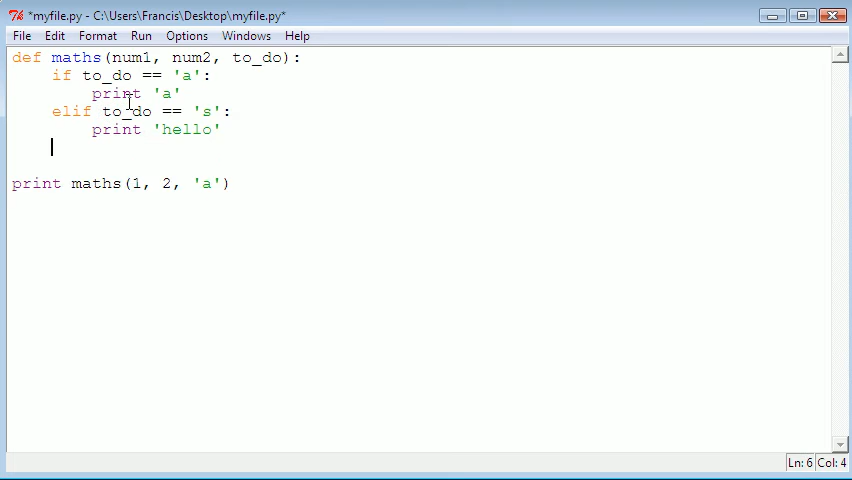 *myfile.py - C:\Users\Francis\Desktop\myfile.py*
File Edit Format Run Options Windows Help
def maths(num1, num2, to_do):
    if to_do == 'a':
        print 'a'
    elif to_do == 's':
        print 'hello'
print maths(1, 2, 'a')
Ln: 6 Col: 4